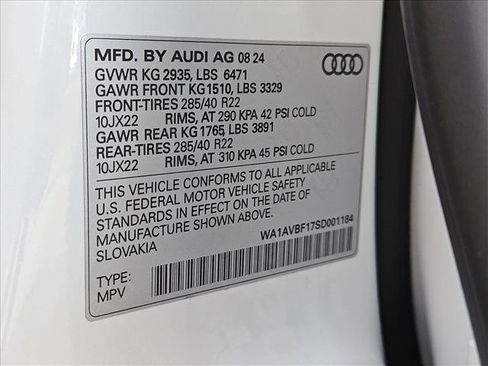 MFD. BY AUDI AG 08 24
GVWR KG 2935, LBS 6471
GAWR FRONT KG1510, LBS 3329
FRONT-TIRES 285/40 R22
10JX22 RIMS, AT 290 KPA 42 PSI COLD
GAWR REAR KG1765, LBS 3891
REAR-TIRES 285/40 R22
10JX22 RIMS, AT 310 KPA 45 PSI COLD
THIS VEHICLE CONFORMS TO ALL APPLICABLE
U.S. FEDERAL MOTOR VEHICLE SAFETY
STANDARDS IN EFFECT ON THE DATE OF
MANUFACTURE SHOWN ABOVE.
SLOVAKIA
WA1AVBF17SD001184
TYPE:
MPV